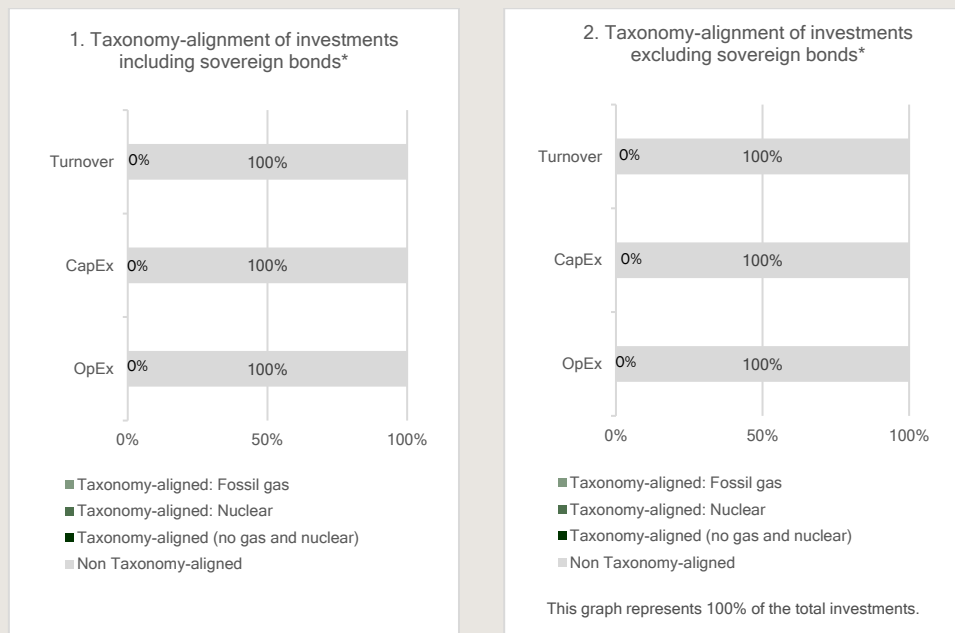 1. Taxonomy-alignment of investments
including sovereign bonds*
Turnover 0% 100%
CapEx 0% 100%
OpEx 0% 100%
0% 50% 100%
Taxonomy-aligned: Fossil gas
Taxonomy-aligned: Nuclear
Taxonomy-aligned (no gas and nuclear)
Non Taxonomy-aligned
2. Taxonomy-alignment of investments
excluding sovereign bonds*
Turnover 0% 100%
CapEx 0% 100%
OpEx 0% 100%
0% 50% 100%
Taxonomy-aligned: Fossil gas
Taxonomy-aligned: Nuclear
Taxonomy-aligned (no gas and nuclear)
Non Taxonomy-aligned
This graph represents 100% of the total investments.